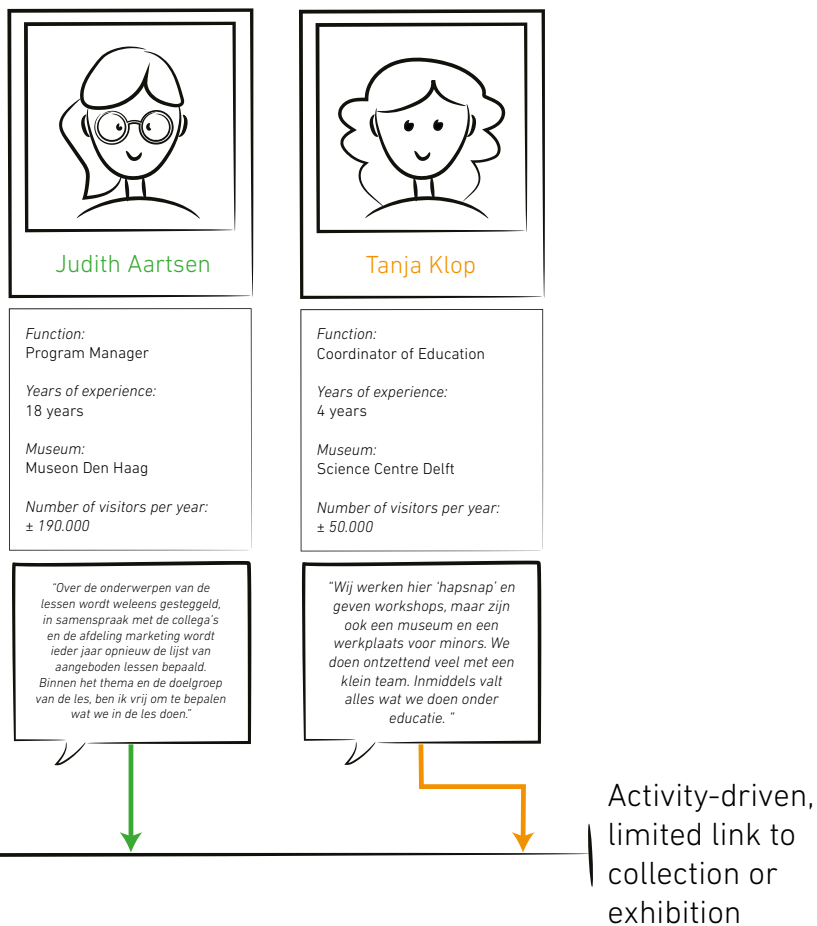 Judith Aartsen
Function:
Program Manager
Years of experience:
18 years
Museum:
Museon Den Haag
Number of visitors per year:
± 190.000
“Over de onderwerpen van de
lessen wordt weleens gesteggeld,
in samenspraak met de collega’s
en de afdeling marketing wordt
ieder jaar opnieuw de lijst van
aangeboden lessen bepaald.
Binnen het thema en de doelgroep
van de les, ben ik vrij om te bepalen
wat we in de les doen.”
Tanja Klop
Function:
Coordinator of Education
Years of experience:
4 years
Museum:
Science Centre Delft
Number of visitors per year:
± 50.000
“Wij werken hier ‘hapsnap’ en
geven workshops, maar zijn
ook een museum en een
werkplaats voor minors. We
doen ontzettend veel met een
klein team. Inmiddels valt
alles wat we doen onder
educatie. “
Activity-driven,
limited link to
collection or
exhibition